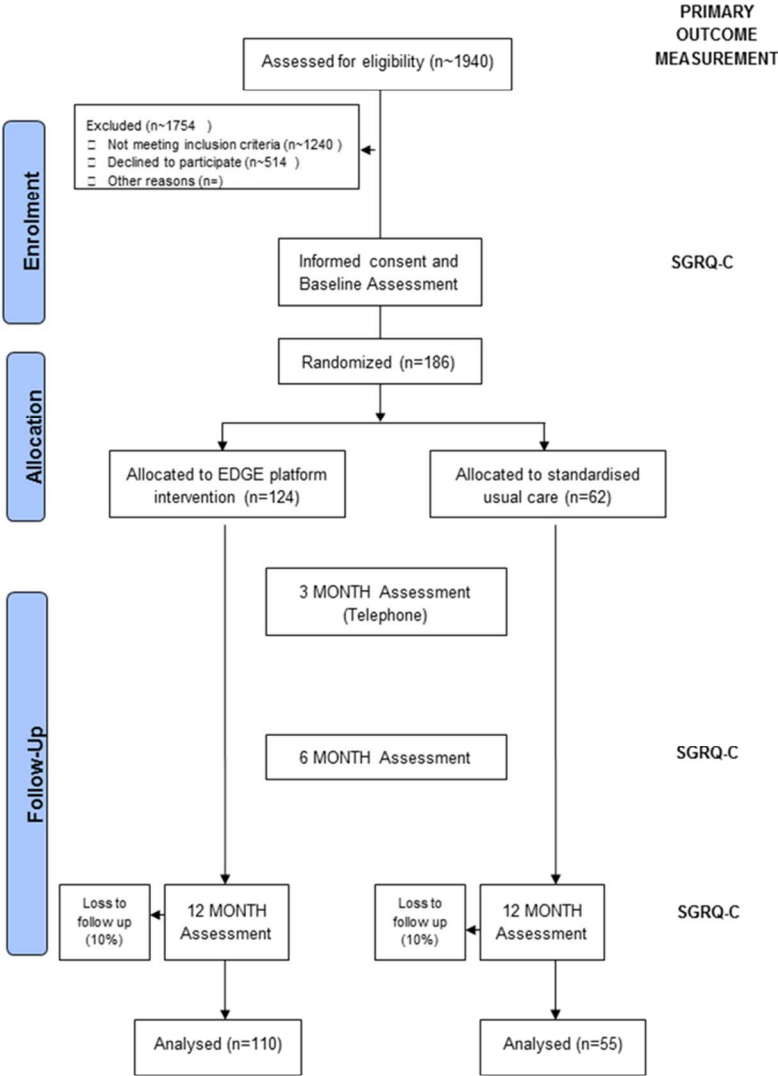 PRIMARY
OUTCOME
MEASUREMENT
Assessed for eligibility (n~1940)
Excluded (n~1754 )
□ Not meeting inclusion criteria (n~1240 )
□ Declined to participate (n~514 )
□ Other reasons (n=)
Enrolment
Informed consent and
Baseline Assessment
SGRQ-C
Randomized (n=186)
Allocation
Allocated to EDGE platform
intervention (n=124)
Allocated to standardised
usual care (n=62)
3 MONTH Assessment
(Telephone)
Follow-Up
6 MONTH Assessment
SGRQ-C
Loss to
follow up
(10%)
12 MONTH
Assessment
Loss to
follow up
(10%)
12 MONTH
Assessment
SGRQ-C
Analysed (n=110)
Analysed (n=55)